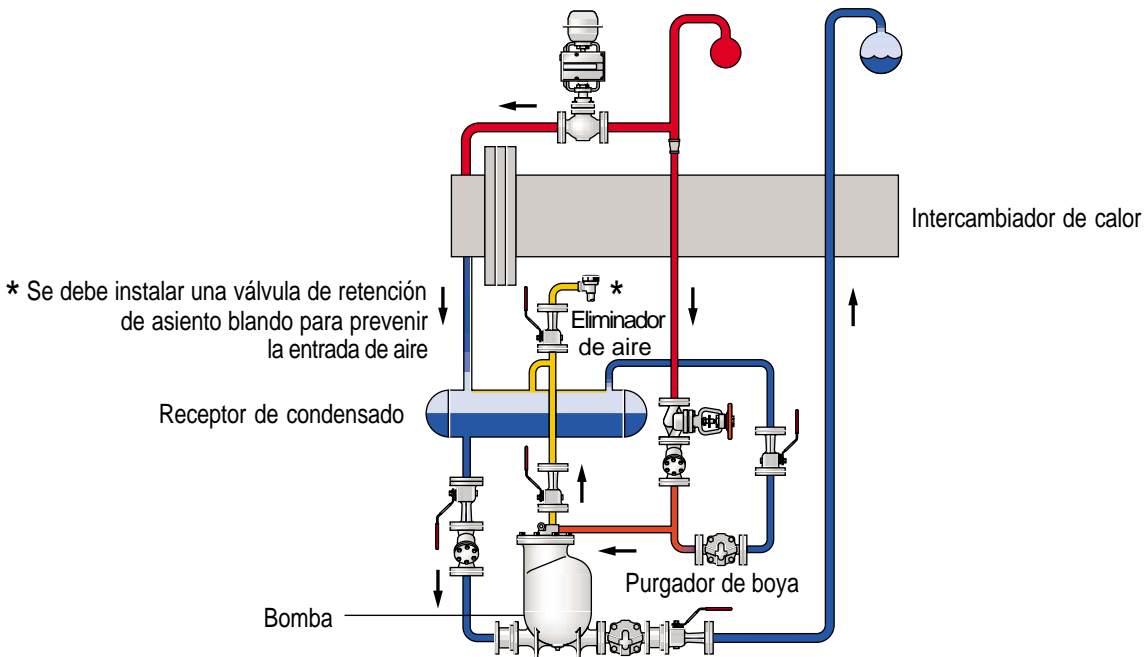 Intercambiador de calor
* Se debe instalar una válvula de retención
de asiento blando para prevenir
la entrada de aire
*
Eliminador
de aire
Receptor de condensado
Purgador de boya
Bomba